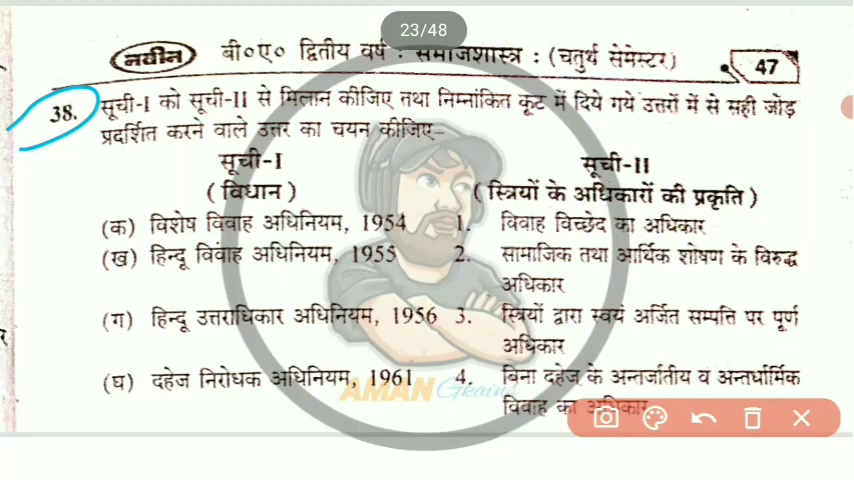 23/48
नवीन बी०ए० द्वितीय वर्ष : समाजशास्त्र : (चतुर्थ सेमेस्टर) 47
38. सूची-I को सूची-II से मिलान कीजिए तथा निम्नांकित कूट में दिये गये उत्तरों में से सही जोड़
प्रदर्शित करने वाले उत्तर का चयन कीजिए–
सूची-I सूची-II
(विधान) (स्त्रियों के अधिकारों की प्रकृति)
(क) विशेष विवाह अधिनियम, 1954 1. विवाह विच्छेद का अधिकार
(ख) हिन्दू विवाह अधिनियम, 1955 2. सामाजिक तथा आर्थिक शोषण के विरुद्ध
अधिकार
(ग) हिन्दू उत्तराधिकार अधिनियम, 1956 3. स्त्रियों द्वारा स्वयं अर्जित सम्पत्ति पर पूर्ण
अधिकार
(घ) दहेज निरोधक अधिनियम, 1961 4. बिना दहेज के अन्तर्जातीय व अन्तर्धार्मिक
AMAN Grains
विवाह का अधिकार